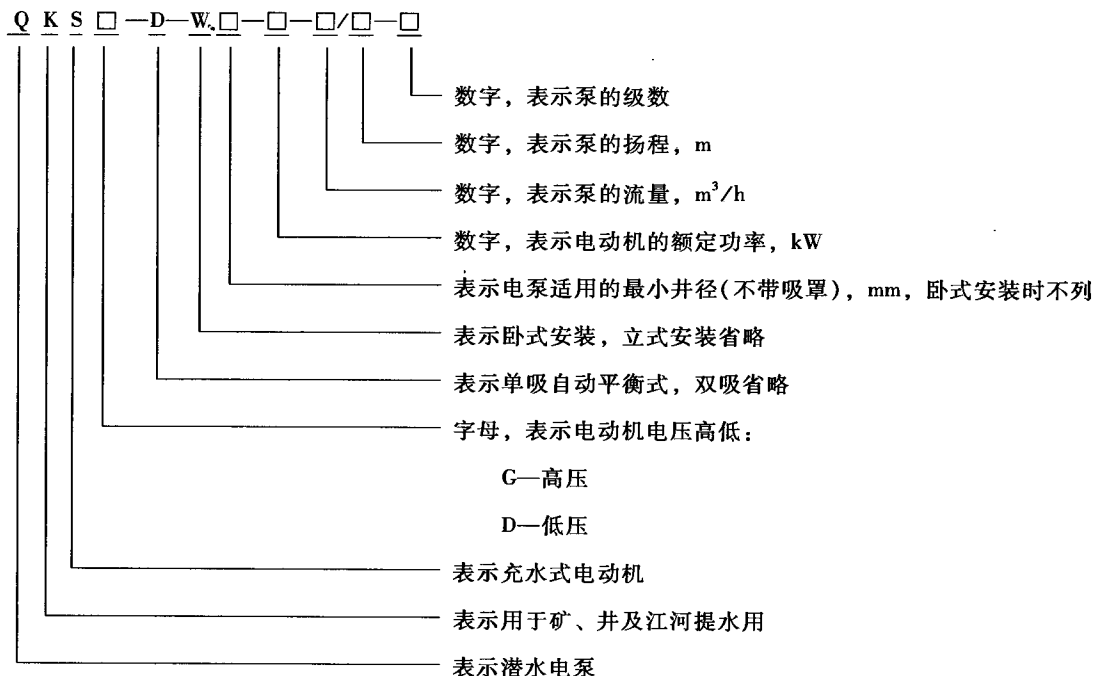 Q K S □—D—W.□—□—□/□—□
数字，表示泵的级数
数字，表示泵的扬程，m
数字，表示泵的流量，m³/h
数字，表示电动机的额定功率，kW
表示电泵适用的最小井径(不带吸罩)，mm，卧式安装时不列
表示卧式安装，立式安装省略
表示单吸自动平衡式，双吸省略
字母，表示电动机电压高低：
G—高压
D—低压
表示充水式电动机
表示用于矿、井及江河提水用
表示潜水电泵